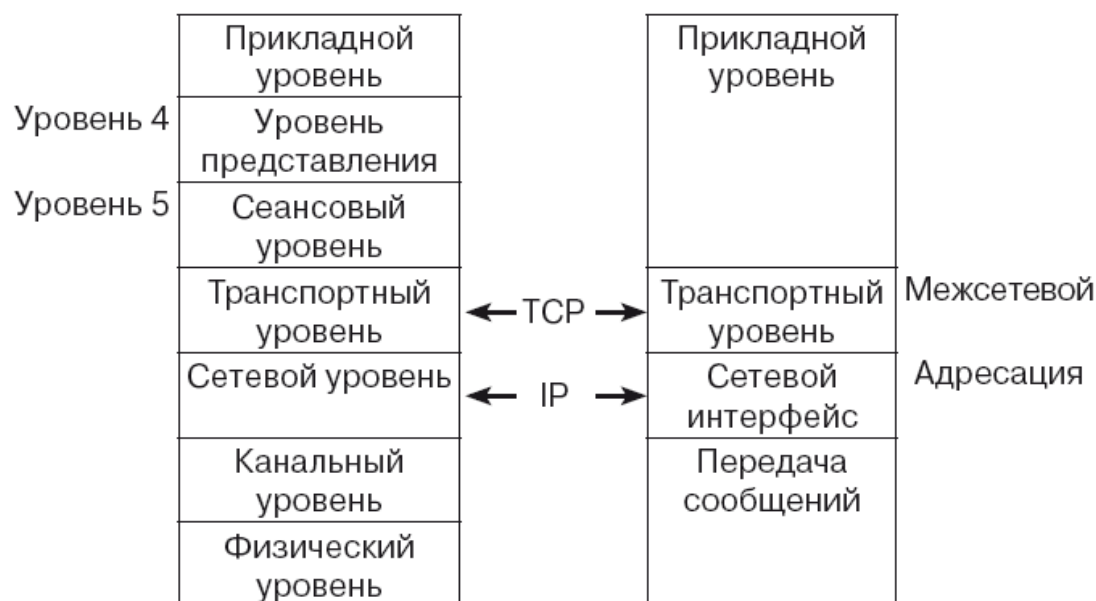 Прикладной
уровень
Уровень 4
Уровень
представления
Уровень 5
Сеансовый
уровень
Транспортный
уровень
Сетевой уровень
Канальный
уровень
Физический
уровень
TCP
IP
Прикладной
уровень
Транспортный
уровень
Межсетевой
Сетевой
интерфейс
Адресация
Передача
сообщений